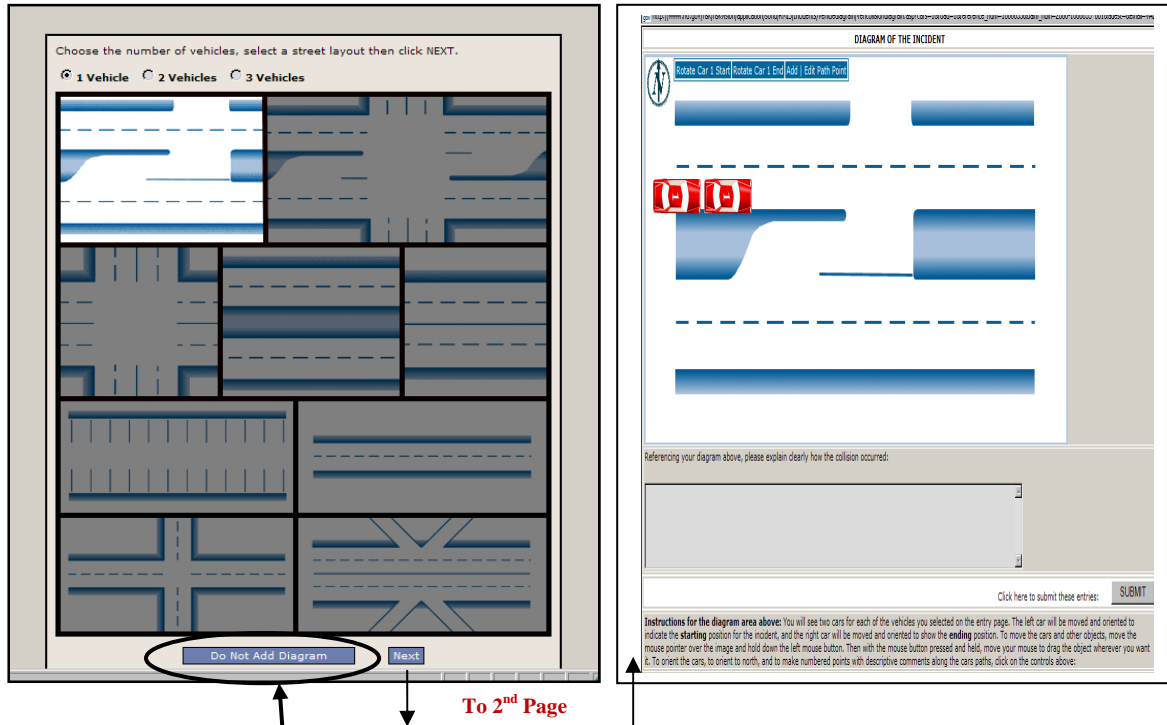 Choose the number of vehicles, select a street layout then click NEXT.
1 Vehicle 2 Vehicles 3 Vehicles
Do Not Add Diagram Next
To 2nd Page
DIAGRAM OF THE INCIDENT
N
Rotate Car 1 Start Rotate Car 1 End Add | Edit Path Point
1 1
Referencing your diagram above, please explain clearly how the collision occurred:
Click here to submit these entries: SUBMIT
Instructions for the diagram area above: You will see two cars for each of the vehicles you selected on the entry page. The left car will be moved and oriented to
indicate the starting position for the incident, and the right car will be moved and oriented to show the ending position. To move the cars and other objects, move the
mouse pointer over the image and hold down the left mouse button. Then with the mouse button pressed and held, move your mouse to drag the object wherever you want
it. To orient the cars, to orient to north, and to make numbered points with descriptive comments along the cars paths, click on the controls above: